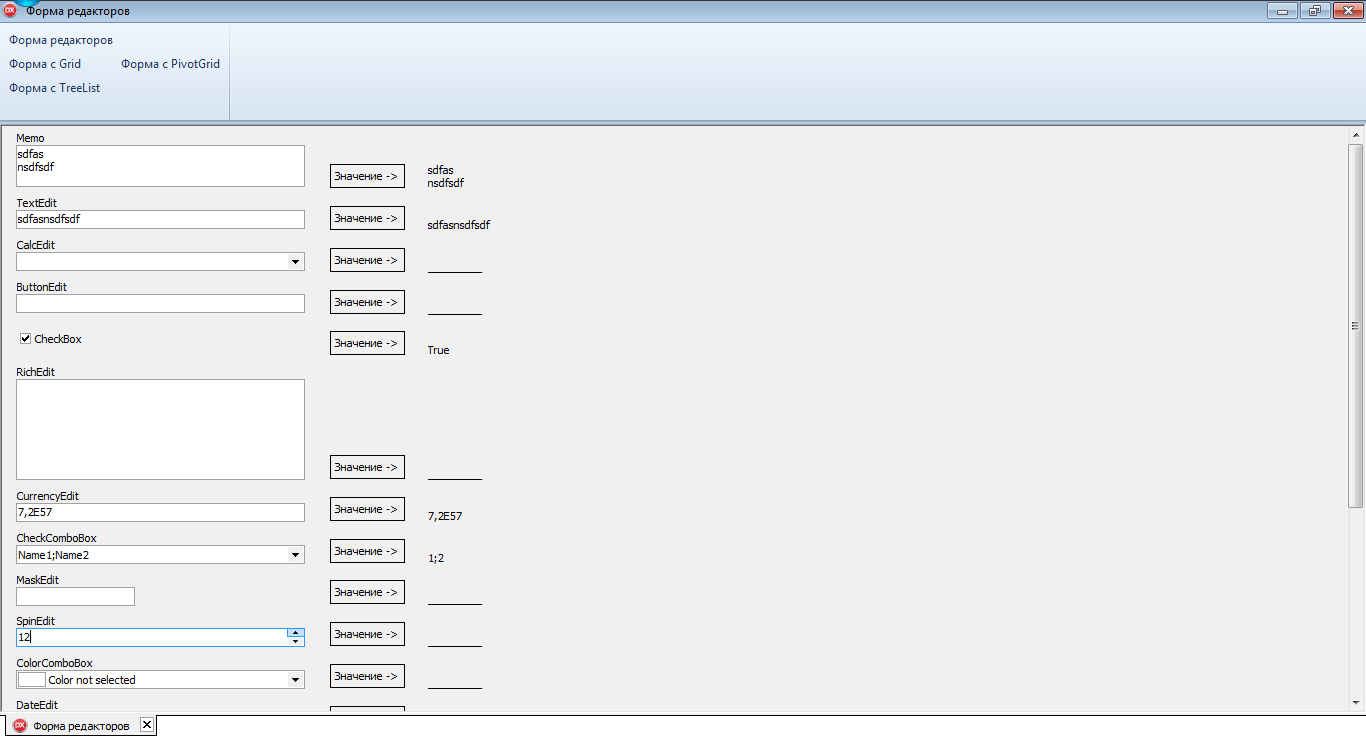 DX Форма редакторов
Форма редакторов
Форма с Grid Форма с PivotGrid
Форма с TreeList
Memo
sdfas
nsdfsdf
Значение -> sdfas
nsdfsdf
TextEdit
sdfasnsdfsdf Значение -> sdfasnsdfsdf
CalcEdit
Значение ->
ButtonEdit
Значение ->
CheckBox Значение -> True
RichEdit
Значение ->
CurrencyEdit
7,2E57 Значение -> 7,2E57
CheckComboBox
Name1;Name2 Значение -> 1;2
MaskEdit
Значение ->
SpinEdit
12 Значение ->
ColorComboBox
Color not selected Значение ->
DateEdit
DX Форма редакторов